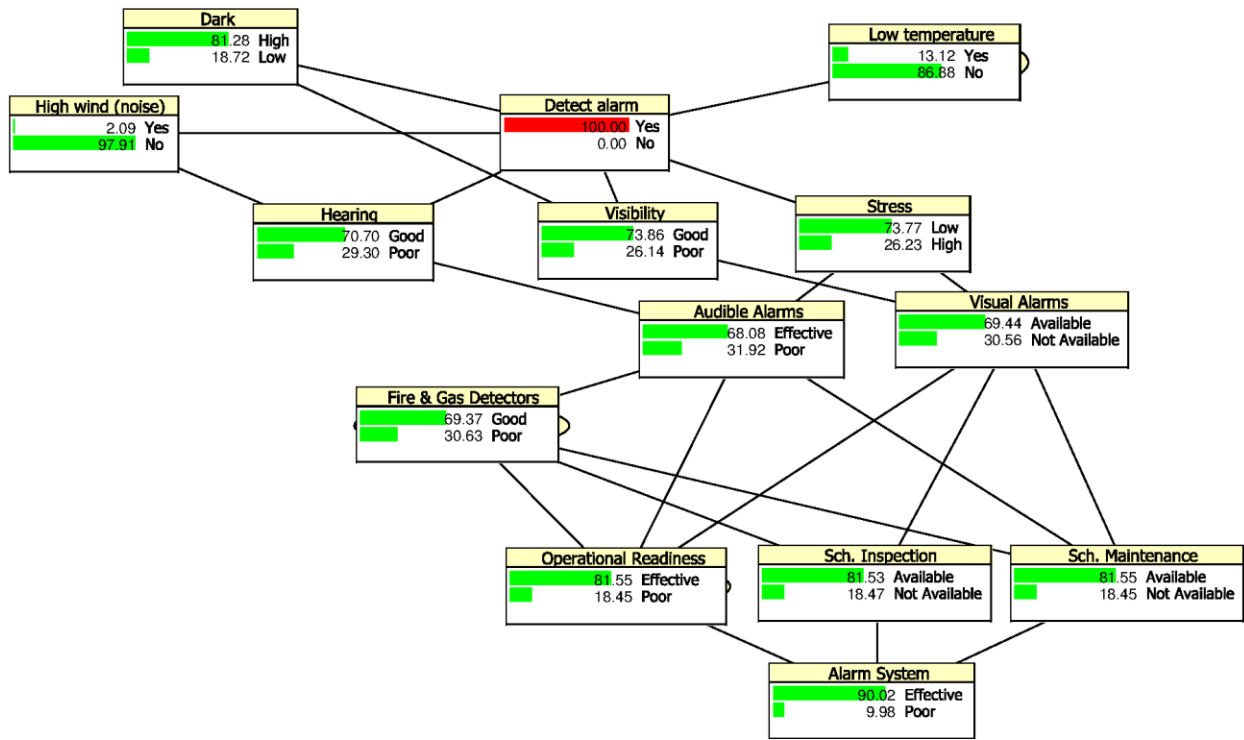 Dark
81.28 High
18.72 Low
Low temperature
13.12 Yes
86.88 No
High wind (noise)
2.09 Yes
97.91 No
Detect alarm
100.00 Yes
0.00 No
Hearing
70.70 Good
29.30 Poor
Visibility
73.86 Good
26.14 Poor
Stress
73.77 Low
26.23 High
Audible Alarms
68.08 Effective
31.92 Poor
Visual Alarms
69.44 Available
30.56 Not Available
Fire & Gas Detectors
69.37 Good
30.63 Poor
Operational Readiness
81.55 Effective
18.45 Poor
Sch. Inspection
81.53 Available
18.47 Not Available
Sch. Maintenance
81.55 Available
18.45 Not Available
Alarm System
90.02 Effective
9.98 Poor